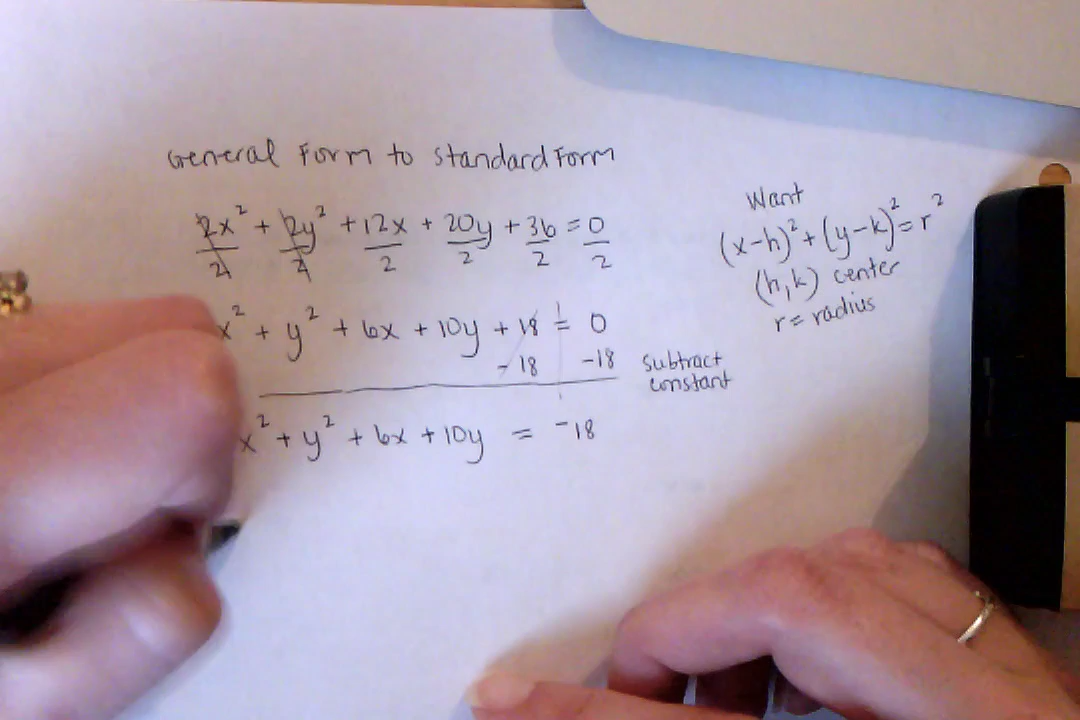 General Form to Standard Form
2x² + 2y² + 12x + 20y + 36 = 0
2 2 2 2 2 2
x² + y² + 6x + 10y + 18 = 0
- 18 -18
subtract
constant
x² + y² + 6x + 10y = -18
Want
(x-h)² + (y-k)² = r²
(h,k) center
r = radius